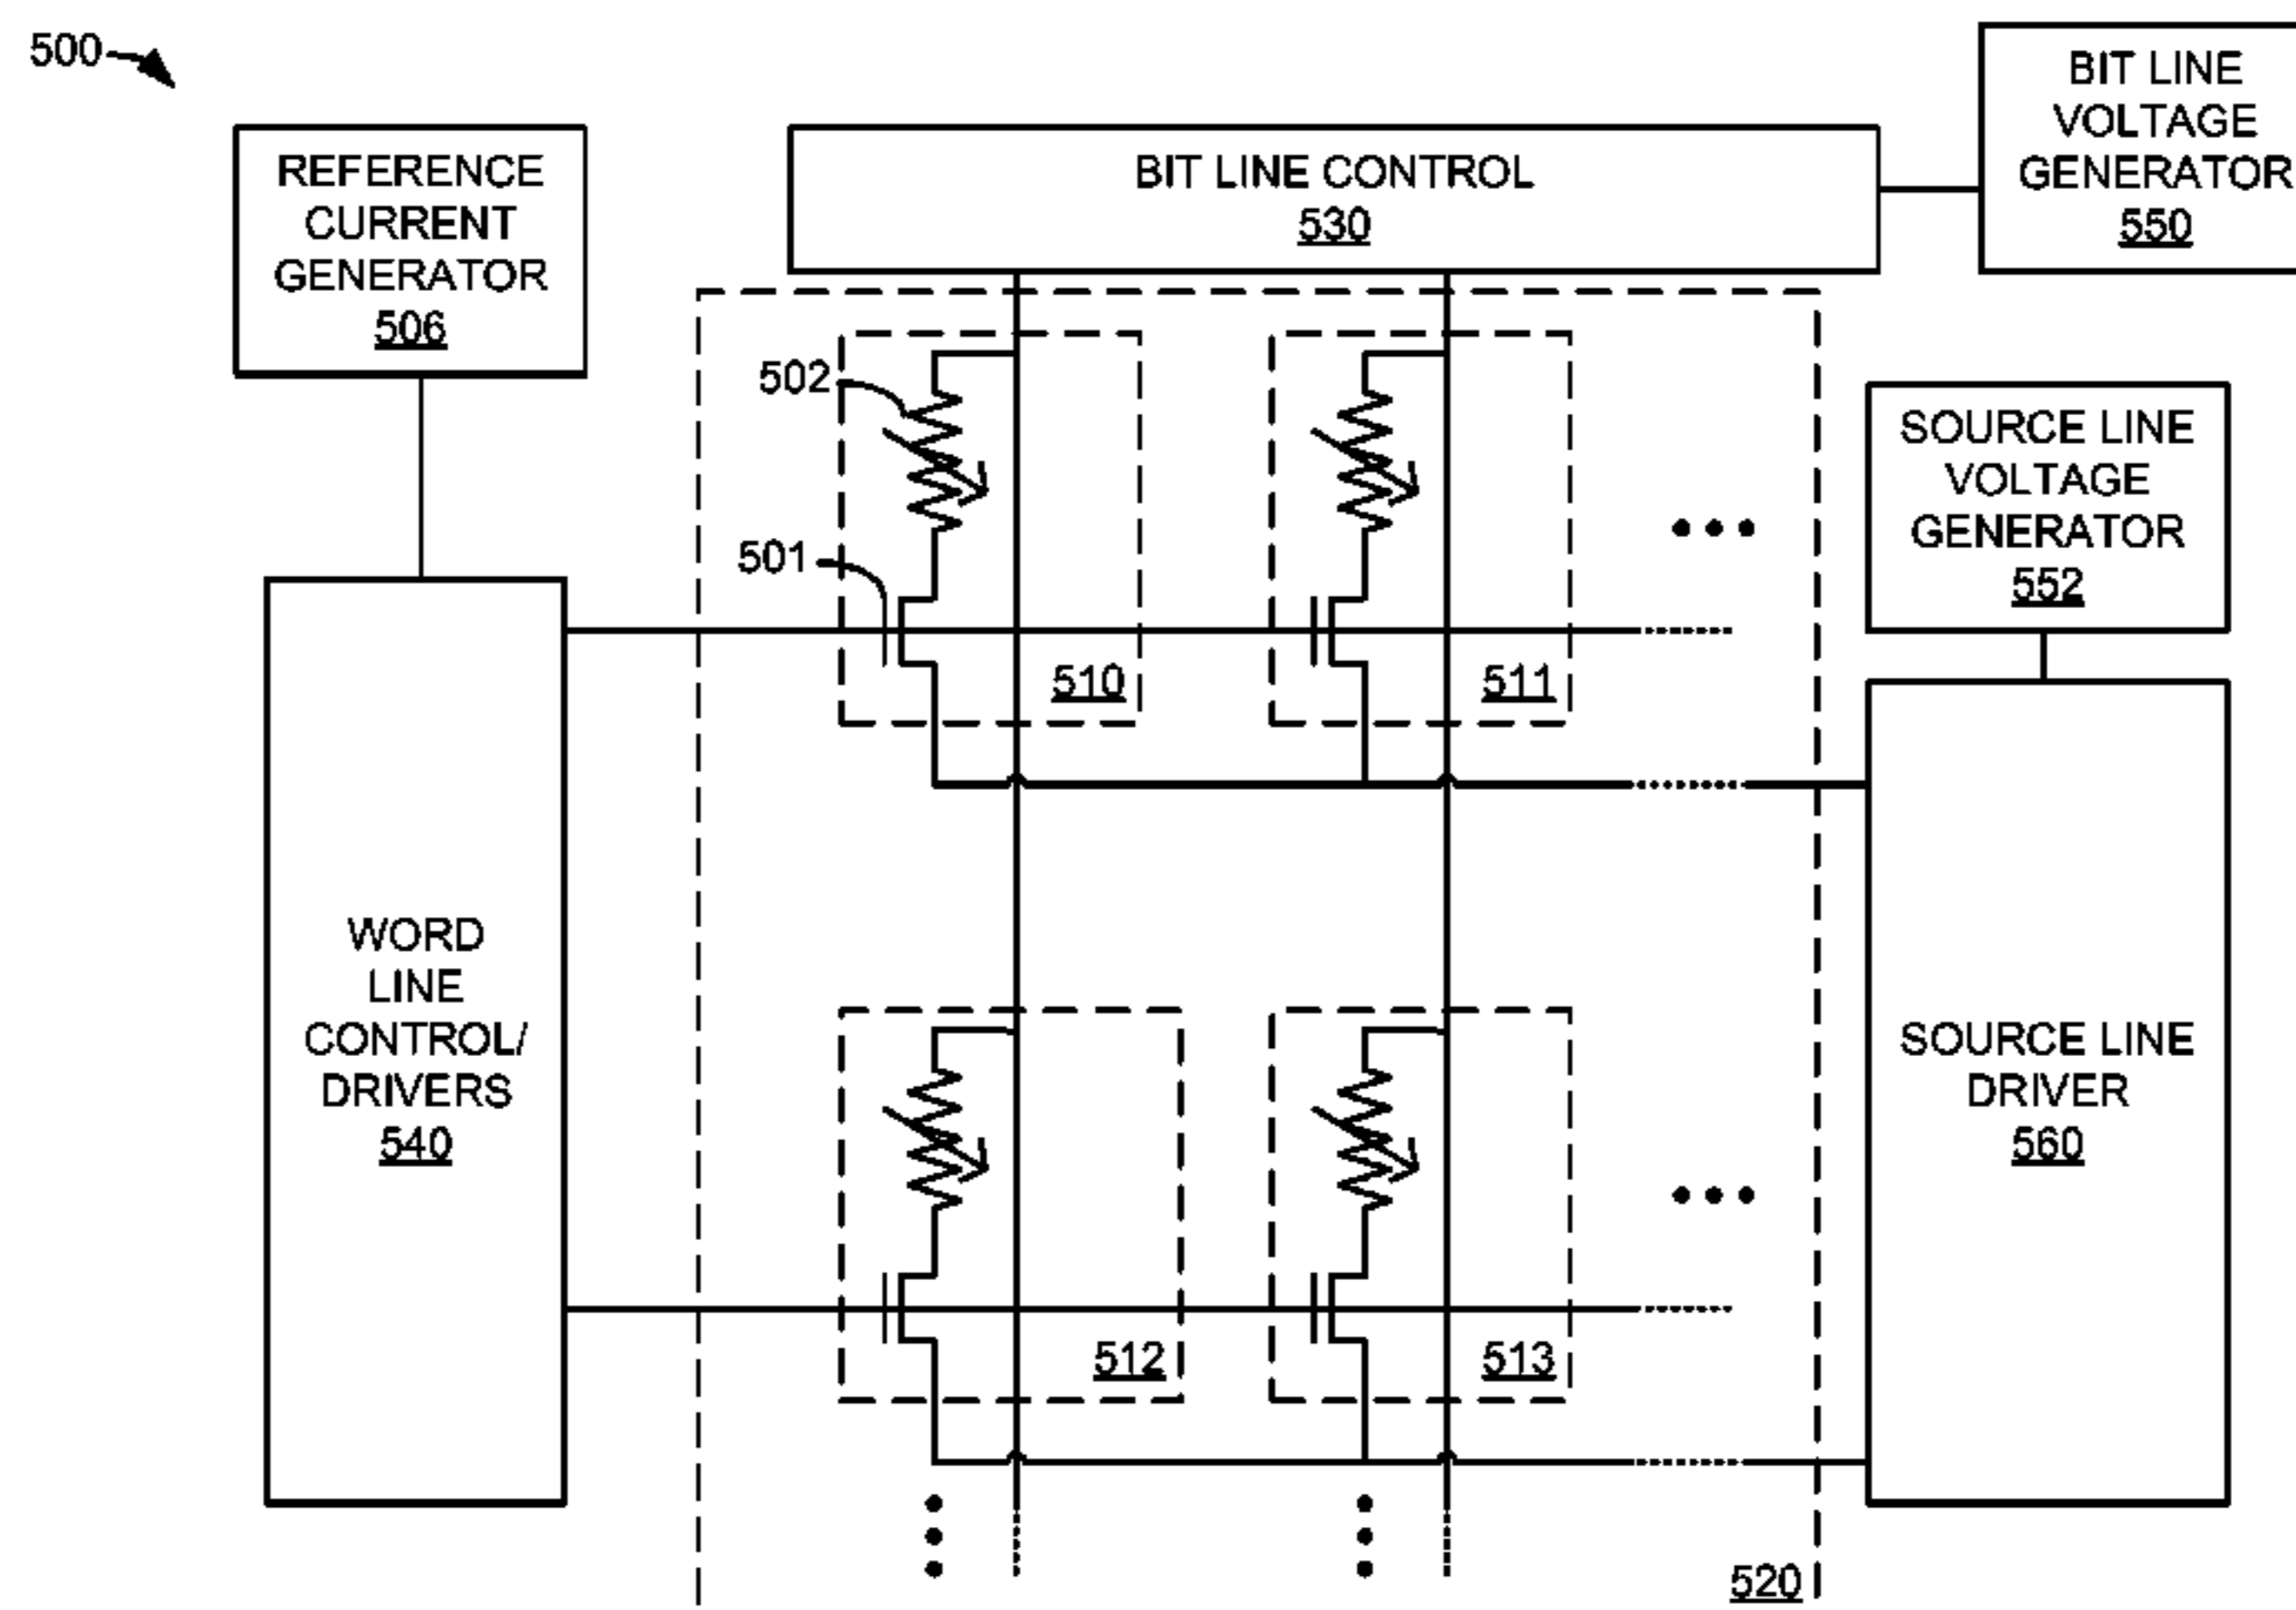 500
REFERENCE
CURRENT
GENERATOR
506
BIT LINE CONTROL
530
BIT LINE
VOLTAGE
GENERATOR
550
502
501
510
511
SOURCE LINE
VOLTAGE
GENERATOR
552
WORD
LINE
CONTROL/
DRIVERS
540
512
513
SOURCE LINE
DRIVER
560
520